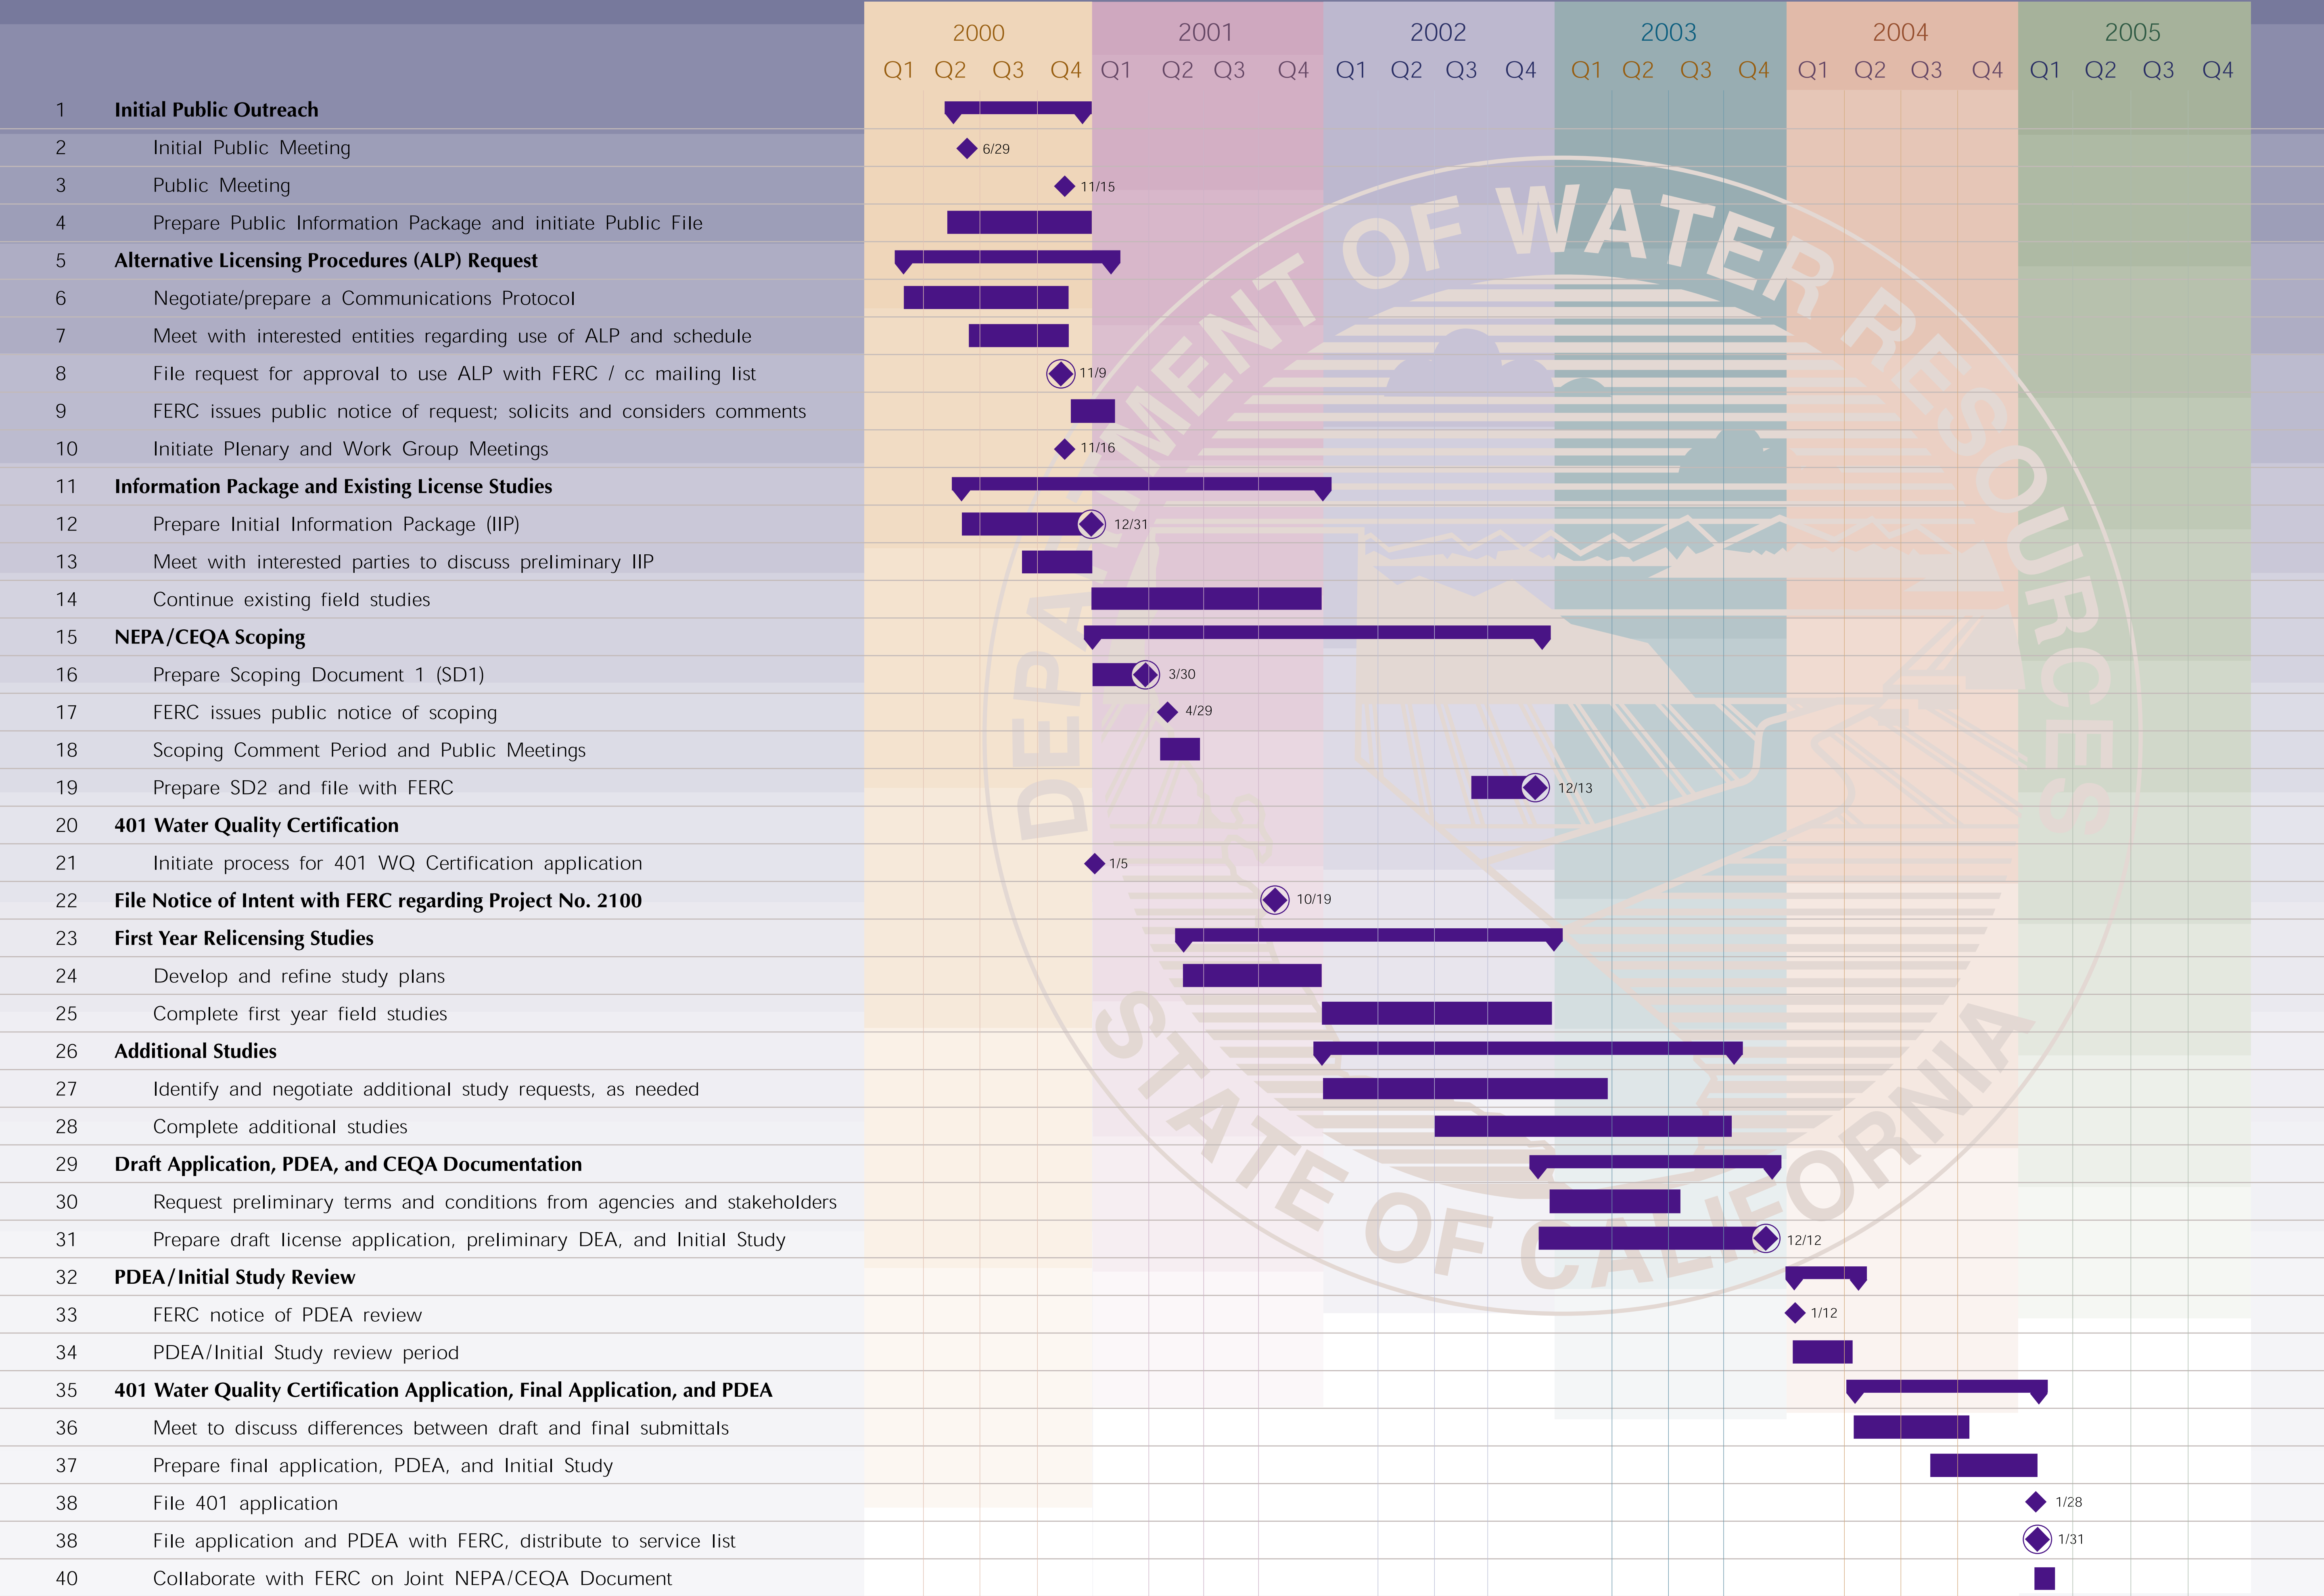 2000 2001 2002 2003 2004 2005
Q1 Q2 Q3 Q4 Q1 Q2 Q3 Q4 Q1 Q2 Q3 Q4 Q1 Q2 Q3 Q4 Q1 Q2 Q3 Q4 Q1 Q2 Q3 Q4
1 Initial Public Outreach
2 Initial Public Meeting 6/29
3 Public Meeting 11/15
4 Prepare Public Information Package and initiate Public File
5 Alternative Licensing Procedures (ALP) Request
6 Negotiate/prepare a Communications Protocol
7 Meet with interested entities regarding use of ALP and schedule
8 File request for approval to use ALP with FERC / cc mailing list 11/9
9 FERC issues public notice of request; solicits and considers comments
10 Initiate Plenary and Work Group Meetings 11/16
11 Information Package and Existing License Studies
12 Prepare Initial Information Package (IIP) 12/31
13 Meet with interested parties to discuss preliminary IIP
14 Continue existing field studies
15 NEPA/CEQA Scoping
16 Prepare Scoping Document 1 (SD1) 3/30
17 FERC issues public notice of scoping 4/29
18 Scoping Comment Period and Public Meetings
19 Prepare SD2 and file with FERC 12/13
20 401 Water Quality Certification
21 Initiate process for 401 WQ Certification application 1/5
22 File Notice of Intent with FERC regarding Project No. 2100 10/19
23 First Year Relicensing Studies
24 Develop and refine study plans
25 Complete first year field studies
26 Additional Studies
27 Identify and negotiate additional study requests, as needed
28 Complete additional studies
29 Draft Application, PDEA, and CEQA Documentation
30 Request preliminary terms and conditions from agencies and stakeholders
31 Prepare draft license application, preliminary DEA, and Initial Study 12/12
32 PDEA/Initial Study Review
33 FERC notice of PDEA review 1/12
34 PDEA/Initial Study review period
35 401 Water Quality Certification Application, Final Application, and PDEA
36 Meet to discuss differences between draft and final submittals
37 Prepare final application, PDEA, and Initial Study
38 File 401 application 1/28
38 File application and PDEA with FERC, distribute to service list 1/31
40 Collaborate with FERC on Joint NEPA/CEQA Document
DEPARTMENT OF WATER RESOURCES
STATE OF CALIFORNIA